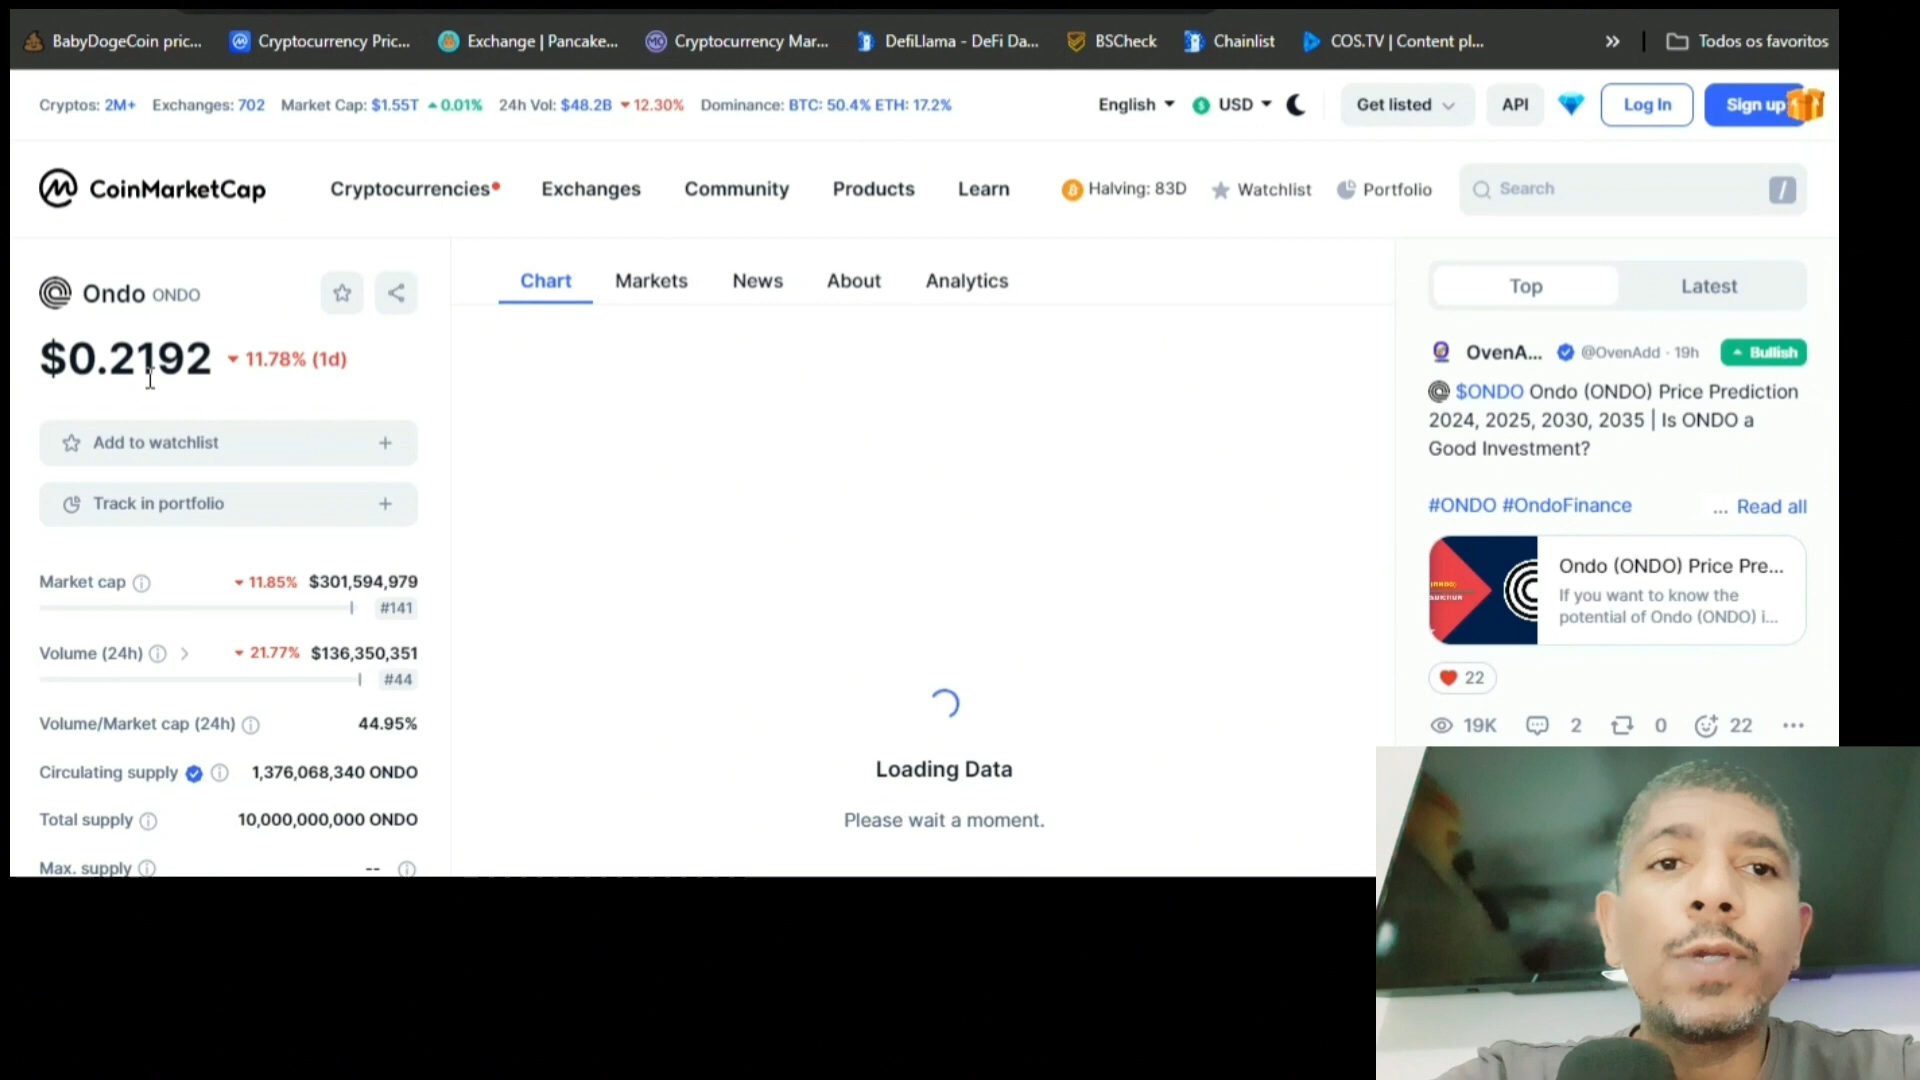 BabyDogeCoin pric... Cryptocurrency Pric... Exchange | Pancake... Cryptocurrency Mar... DefiLlama - DeFi Da... BSCheck Chainlist COS.TV | Content pl... » Todos os favoritos
Cryptos: 2M+ Exchanges: 702 Market Cap: $1.55T 0.01% 24h Vol: $48.2B 12.30% Dominance: BTC: 50.4% ETH: 17.2% English USD Get listed API Log In Sign up
CoinMarketCap Cryptocurrencies Exchanges Community Products Learn Halving: 83D Watchlist Portfolio Search /
Ondo ONDO
$0.2192 11.78% (1d)
Add to watchlist +
Track in portfolio +
Market cap 11.85% $301,594,979
#141
Volume (24h) 21.77% $136,350,351
#44
Volume/Market cap (24h) 44.95%
Circulating supply 1,376,068,340 ONDO
Total supply 10,000,000,000 ONDO
Max. supply --
Chart Markets News About Analytics
Loading Data
Please wait a moment.
Top Latest
OvenA... @OvenAdd · 19h Bullish
$ONDO Ondo (ONDO) Price Prediction
2024, 2025, 2030, 2035 | Is ONDO a
Good Investment?
#ONDO #OndoFinance ... Read all
Ondo (ONDO) Price Pre...
If you want to know the
potential of Ondo (ONDO) i...
22
19K 2 0 22